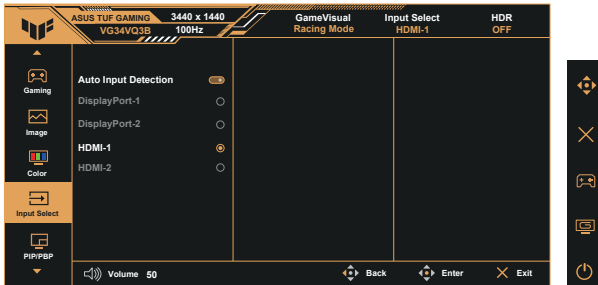 ASUS TUF GAMING 3440 x 1440
VG34VQ3B 100Hz
GameVisual Input Select HDR
Racing Mode HDMI-1 OFF
Gaming
Image
Color
Input Select
PIP/PBP
Auto Input Detection
DisplayPort-1
DisplayPort-2
HDMI-1
HDMI-2
Volume 50
Back Enter Exit